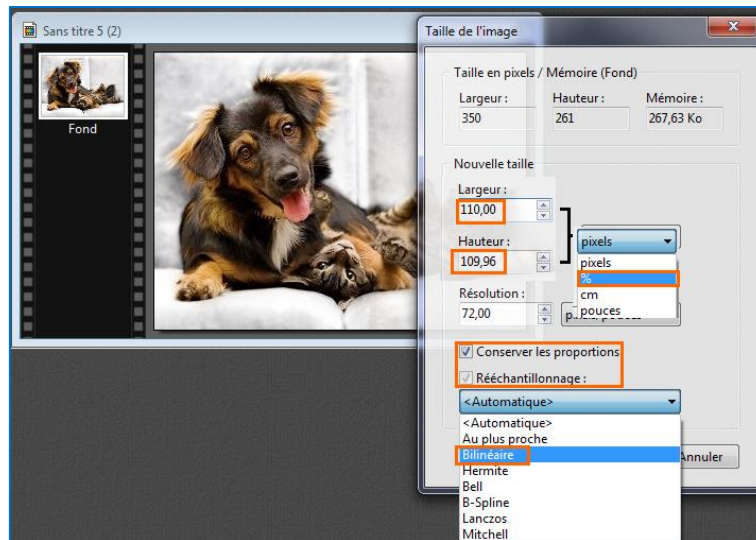 Sans titre 5 (2)
Fond
Taille de l'image
Taille en pixels / Mémoire (Fond)
Largeur : Hauteur : Mémoire :
350 261 267,63 Ko
Nouvelle taille
Largeur :
110,00
Hauteur :
109,96
pixels
pixels
%
cm
pouces
Résolution :
72,00
Conserver les proportions
Rééchantillonnage :
<Automatique>
<Automatique>
Au plus proche
Bilinéaire
Hermite
Bell
B-Spline
Lanczos
Mitchell
Annuler